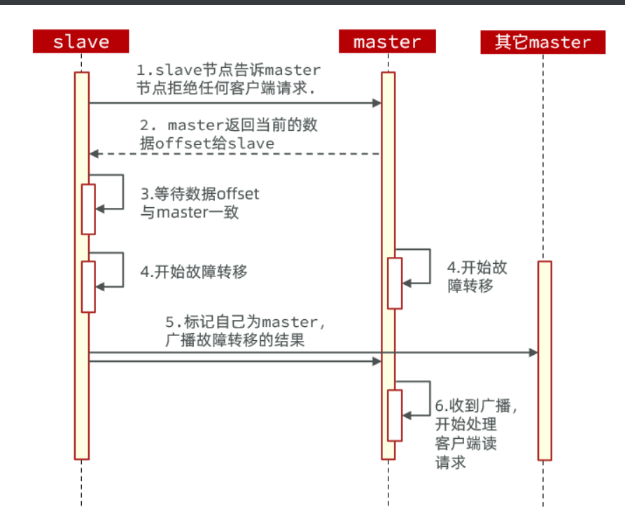 slave
master
其它master
1.slave节点告诉master
节点拒绝任何客户端请求.
2. master返回当前的数
据offset给slave
3.等待数据offset
与master一致
4.开始故障转移
4.开始故
障转移
5.标记自己为master,
广播故障转移的结果
6.收到广播,
开始处理
客户端读
请求